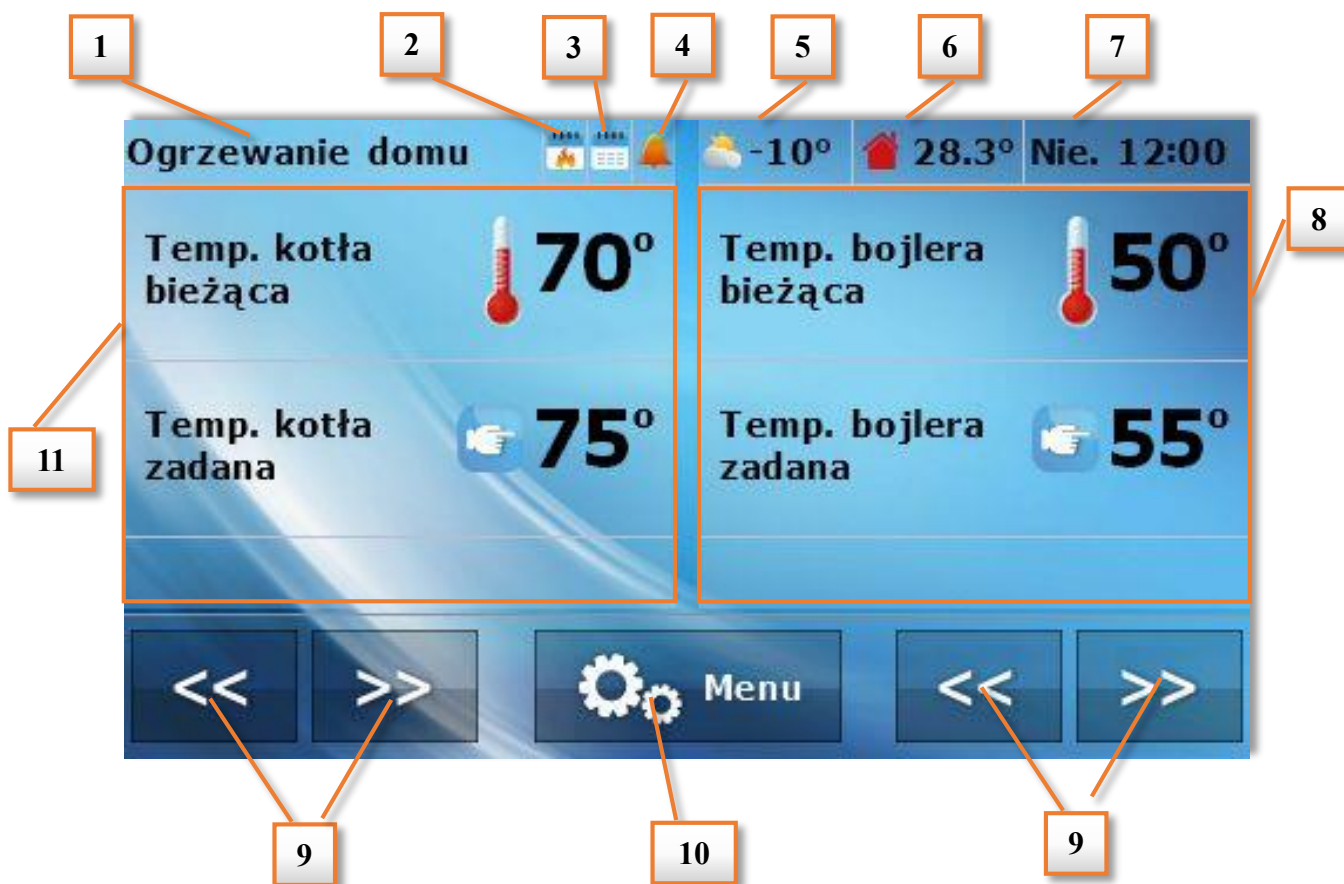 1 2 3 4 5 6 7
Ogrzewanie domu -10° 28.3° Nie. 12:00
8
Temp. kotła 70°
bieżąca
Temp. bojlera 50°
bieżąca
11
Temp. kotła 75°
zadana
Temp. bojlera 55°
zadana
<< >> Menu << >>
9 10 9